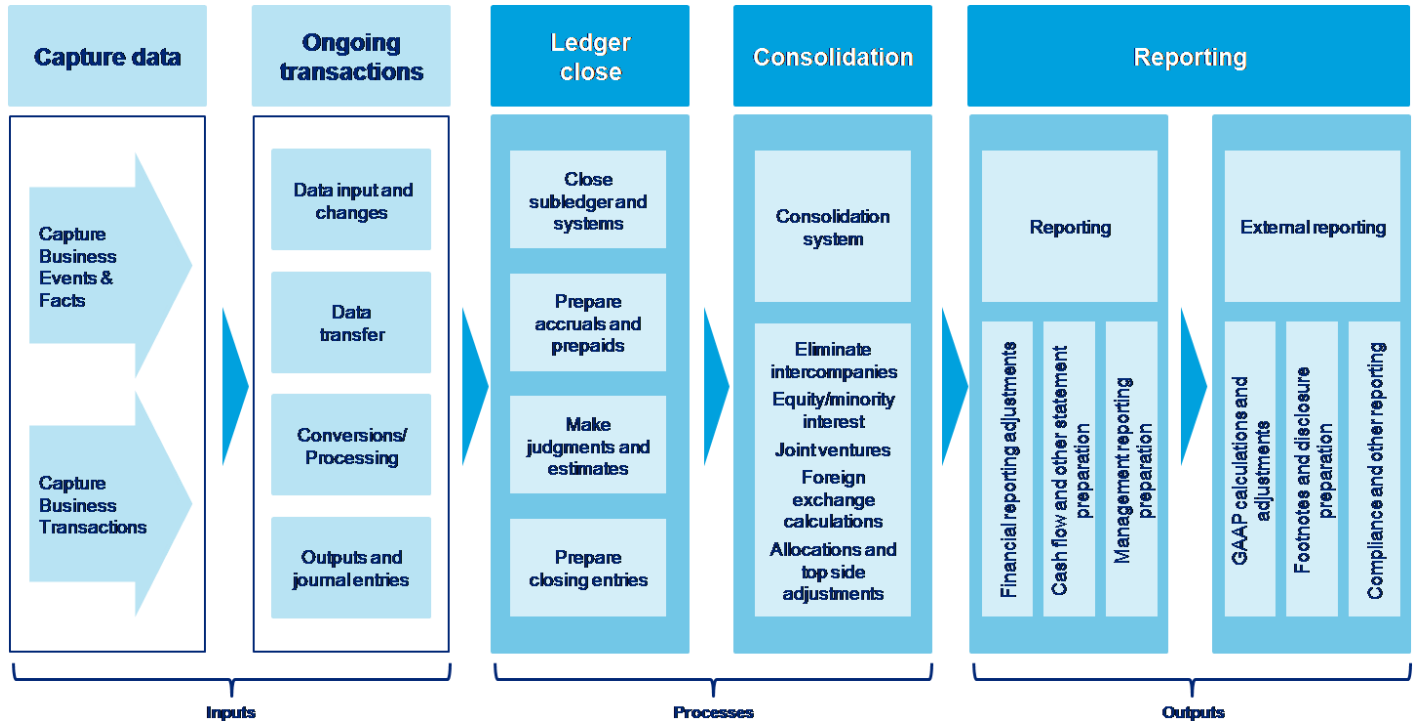 Capture data
Ongoing
transactions
Ledger
close
Consolidation
Reporting
Capture
Business
Events &
Facts
Capture
Business
Transactions
Data input and
changes
Data
transfer
Conversions/
Processing
Outputs and
journal entries
Close
subledger and
systems
Prepare
accruals and
prepaids
Make
judgments and
estimates
Prepare
closing entries
Consolidation
system
Eliminate
intercompanies
Equity/minority
interest
Joint ventures
Foreign
exchange
calculations
Allocations and
top side
adjustments
Reporting
Financial reporting adjustments
Cash flow and other statement
preparation
Management reporting
preparation
External reporting
GAAP calculations and
adjustments
Footnotes and disclosure
preparation
Compliance and other reporting
Inputs
Processes
Outputs